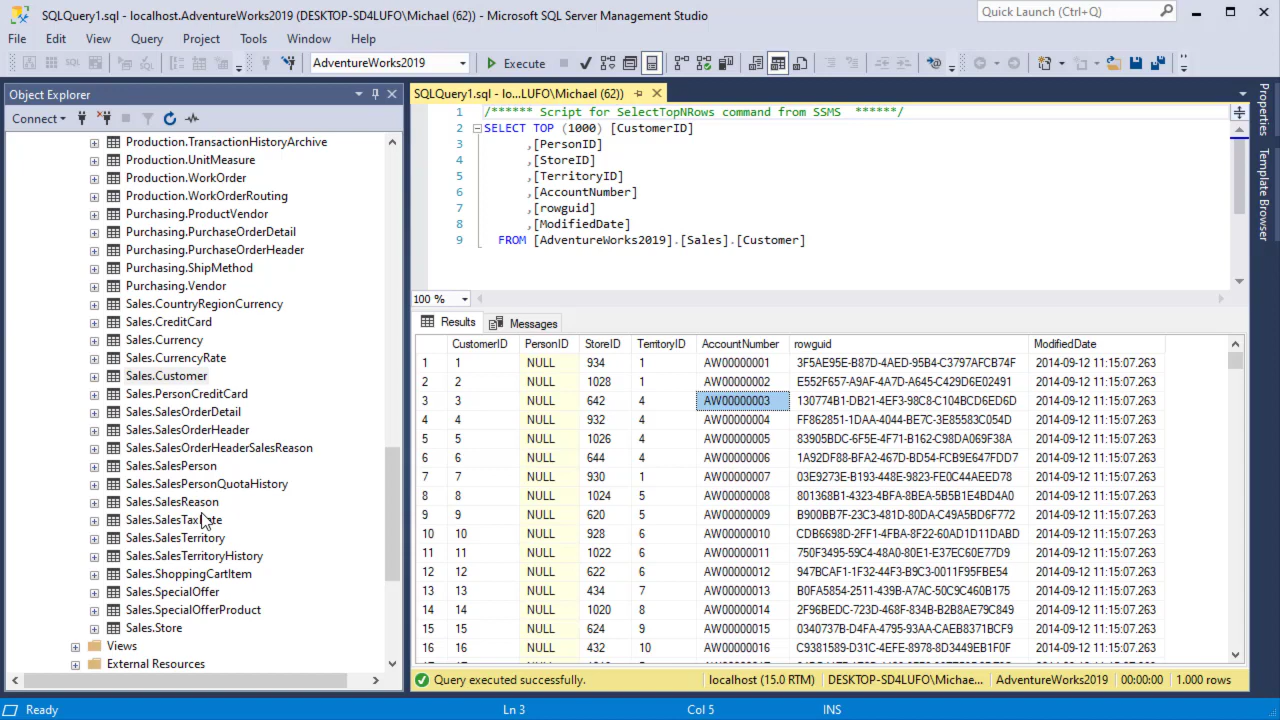 SQLQuery1.sql - localhost.AdventureWorks2019 (DESKTOP-SD4LUFO\Michael (62)) - Microsoft SQL Server Management Studio
Quick Launch (Ctrl+Q)
File Edit View Query Project Tools Window Help
AdventureWorks2019 Execute
Object Explorer
Connect
Production.TransactionHistoryArchive
Production.UnitMeasure
Production.WorkOrder
Production.WorkOrderRouting
Purchasing.ProductVendor
Purchasing.PurchaseOrderDetail
Purchasing.PurchaseOrderHeader
Purchasing.ShipMethod
Purchasing.Vendor
Sales.CountryRegionCurrency
Sales.CreditCard
Sales.Currency
Sales.CurrencyRate
Sales.Customer
Sales.PersonCreditCard
Sales.SalesOrderDetail
Sales.SalesOrderHeader
Sales.SalesOrderHeaderSalesReason
Sales.SalesPerson
Sales.SalesPersonQuotaHistory
Sales.SalesReason
Sales.SalesTaxRate
Sales.SalesTerritory
Sales.SalesTerritoryHistory
Sales.ShoppingCartItem
Sales.SpecialOffer
Sales.SpecialOfferProduct
Sales.Store
Views
External Resources
SQLQuery1.sql - lo...LUFO\Michael (62))
1 /****** Script for SelectTopNRows command from SSMS ******/
2 SELECT TOP (1000) [CustomerID]
3 ,[PersonID]
4 ,[StoreID]
5 ,[TerritoryID]
6 ,[AccountNumber]
7 ,[rowguid]
8 ,[ModifiedDate]
9 FROM [AdventureWorks2019].[Sales].[Customer]
100 %
Results Messages
CustomerID PersonID StoreID TerritoryID AccountNumber rowguid ModifiedDate
1 1 NULL 934 1 AW00000001 3F5AE95E-B87D-4AED-95B4-C3797AFCB74F 2014-09-12 11:15:07.263
2 2 NULL 1028 1 AW00000002 E552F657-A9AF-4A7D-A645-C429D6E02491 2014-09-12 11:15:07.263
3 3 NULL 642 4 AW00000003 130774B1-DB21-4EF3-98C8-C104BCD6ED6D 2014-09-12 11:15:07.263
4 4 NULL 932 4 AW00000004 FF862851-1DAA-4044-BE7C-3E85583C054D 2014-09-12 11:15:07.263
5 5 NULL 1026 4 AW00000005 83905BDC-6F5E-4F71-B162-C98DA069F38A 2014-09-12 11:15:07.263
6 6 NULL 644 4 AW00000006 1A92DF88-BFA2-467D-BD54-FCB9E647FDD7 2014-09-12 11:15:07.263
7 7 NULL 930 1 AW00000007 03E9273E-B193-448E-9823-FE0C44AEED78 2014-09-12 11:15:07.263
8 8 NULL 1024 5 AW00000008 801368B1-4323-4BFA-8BEA-5B5B1E4BD4A0 2014-09-12 11:15:07.263
9 9 NULL 620 5 AW00000009 B900BB7F-23C3-481D-80DA-C49A5BD6F772 2014-09-12 11:15:07.263
10 10 NULL 928 6 AW00000010 CDB6698D-2FF1-4FBA-8F22-60AD1D11DABD 2014-09-12 11:15:07.263
11 11 NULL 1022 6 AW00000011 750F3495-59C4-48A0-80E1-E37EC60E77D9 2014-09-12 11:15:07.263
12 12 NULL 622 6 AW00000012 947BCAF1-1F32-44F3-B9C3-0011F95FBE54 2014-09-12 11:15:07.263
13 13 NULL 434 7 AW00000013 B0FA5854-2511-439B-A7AC-50C9C460B175 2014-09-12 11:15:07.263
14 14 NULL 1020 8 AW00000014 2F96BEDC-723D-468F-834B-B2B8AE79C849 2014-09-12 11:15:07.263
15 15 NULL 624 9 AW00000015 0340737B-D4FA-4795-93AA-CAEB8371BCF9 2014-09-12 11:15:07.263
16 16 NULL 432 10 AW00000016 C9381589-D31C-4EFE-8978-8D3449EB1F0F 2014-09-12 11:15:07.263
Query executed successfully. localhost (15.0 RTM) DESKTOP-SD4LUFO\Michae... AdventureWorks2019 00:00:00 1.000 rows
Properties
Template Browser
Ready Ln 3 Col 5 INS